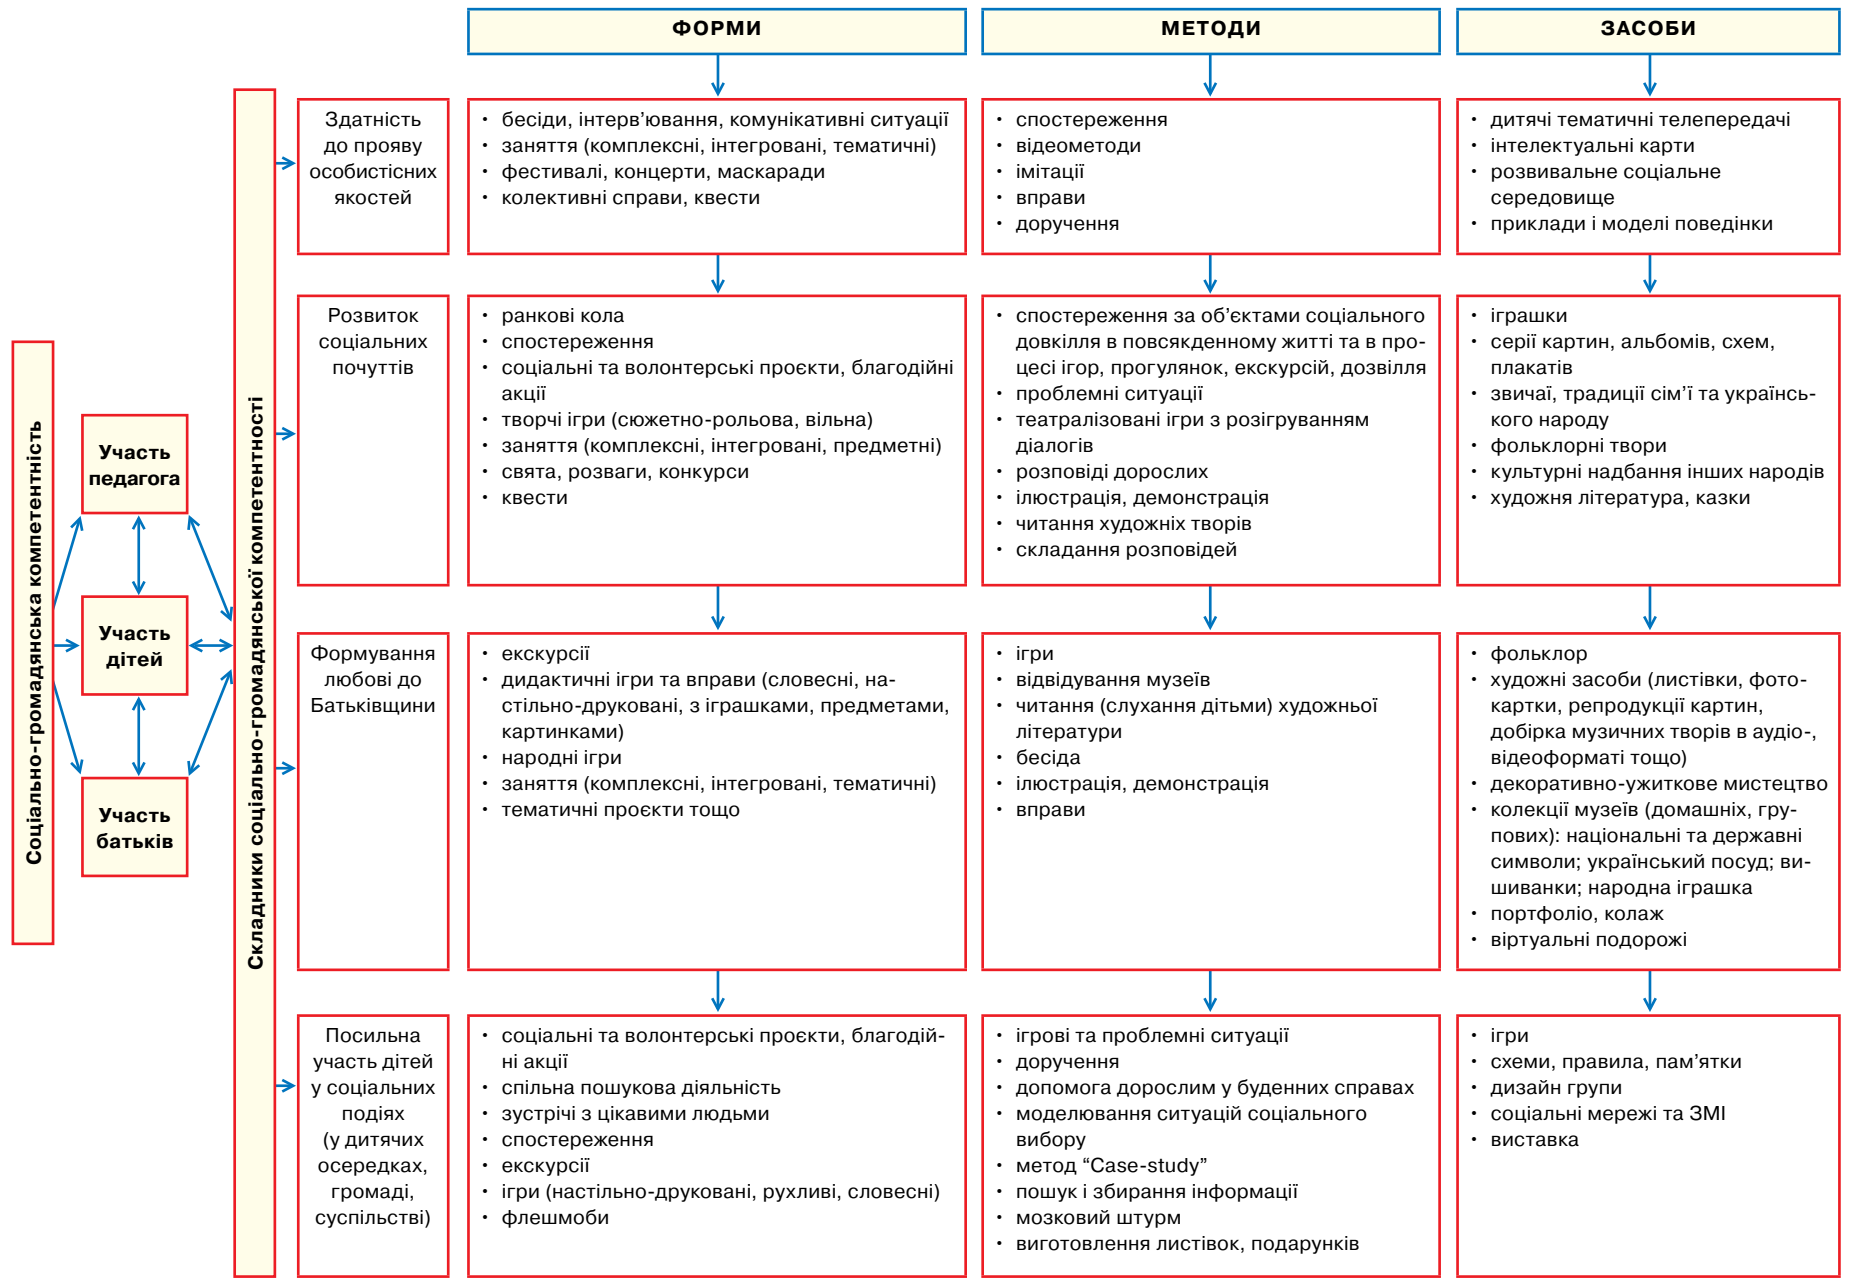 ФОРМИ
МЕТОДИ
ЗАСОБИ
Соціально-громадянська компетентність
Участь
педагога
Участь
дітей
Участь
батьків
Складники соціально-громадянської компетентності
Здатність
до прояву
особистісних
якостей
• бесіди, інтерв'ювання, комунікативні ситуації
• заняття (комплексні, інтегровані, тематичні)
• фестивалі, концерти, маскаради
• колективні справи, квести
• спостереження
• відеометоди
• імітації
• вправи
• доручення
• дитячі тематичні телепередачі
• інтелектуальні карти
• розвивальне соціальне
середовище
• приклади і моделі поведінки
Розвиток
соціальних
почуттів
• ранкові кола
• спостереження
• соціальні та волонтерські проєкти, благодійні
акції
• творчі ігри (сюжетно-рольова, вільна)
• заняття (комплексні, інтегровані, предметні)
• свята, розваги, конкурси
• квести
• спостереження за об’єктами соціального
довкілля в повсякденному житті та в про-
цесі ігор, прогулянок, екскурсій, дозвілля
• проблемні ситуації
• театралізовані ігри з розігруванням
діалогів
• розповіді дорослих
• ілюстрація, демонстрація
• читання художніх творів
• складання розповідей
• іграшки
• серії картин, альбомів, схем,
плакатів
• звичаї, традиції сім’ї та українсь-
кого народу
• фольклорні твори
• культурні надбання інших народів
• художня література, казки
Формування
любові до
Батьківщини
• екскурсії
• дидактичні ігри та вправи (словесні, на-
стільно-друковані, з іграшками, предметами,
картинками)
• народні ігри
• заняття (комплексні, інтегровані, тематичні)
• тематичні проєкти тощо
• ігри
• відвідування музеїв
• читання (слухання дітьми) художньої
літератури
• бесіда
• ілюстрація, демонстрація
• вправи
• фольклор
• художні засоби (листівки, фото-
картки, репродукції картин,
добірка музичних творів в аудіо-,
відеоформаті тощо)
• декоративно-ужиткове мистецтво
• колекції музеїв (домашніх, гру-
пових): національні та державні
символи; український посуд; ви-
шиванки; народна іграшка
• портфоліо, колаж
• віртуальні подорожі
Посильна
участь дітей
у соціальних
подіях
(у дитячих
осередках,
громаді,
суспільстві)
• соціальні та волонтерські проєкти, благодій-
ні акції
• спільна пошукова діяльність
• зустрічі з цікавими людьми
• спостереження
• екскурсії
• ігри (настільно-друковані, рухливі, словесні)
• флешмоби
• ігрові та проблемні ситуації
• доручення
• допомога дорослим у буденних справах
• моделювання ситуацій соціального
вибору
• метод “Case-study”
• пошук і збирання інформації
• мозковий штурм
• виготовлення листівок, подарунків
• ігри
• схеми, правила, пам’ятки
• дизайн групи
• соціальні мережі та ЗМІ
• виставка